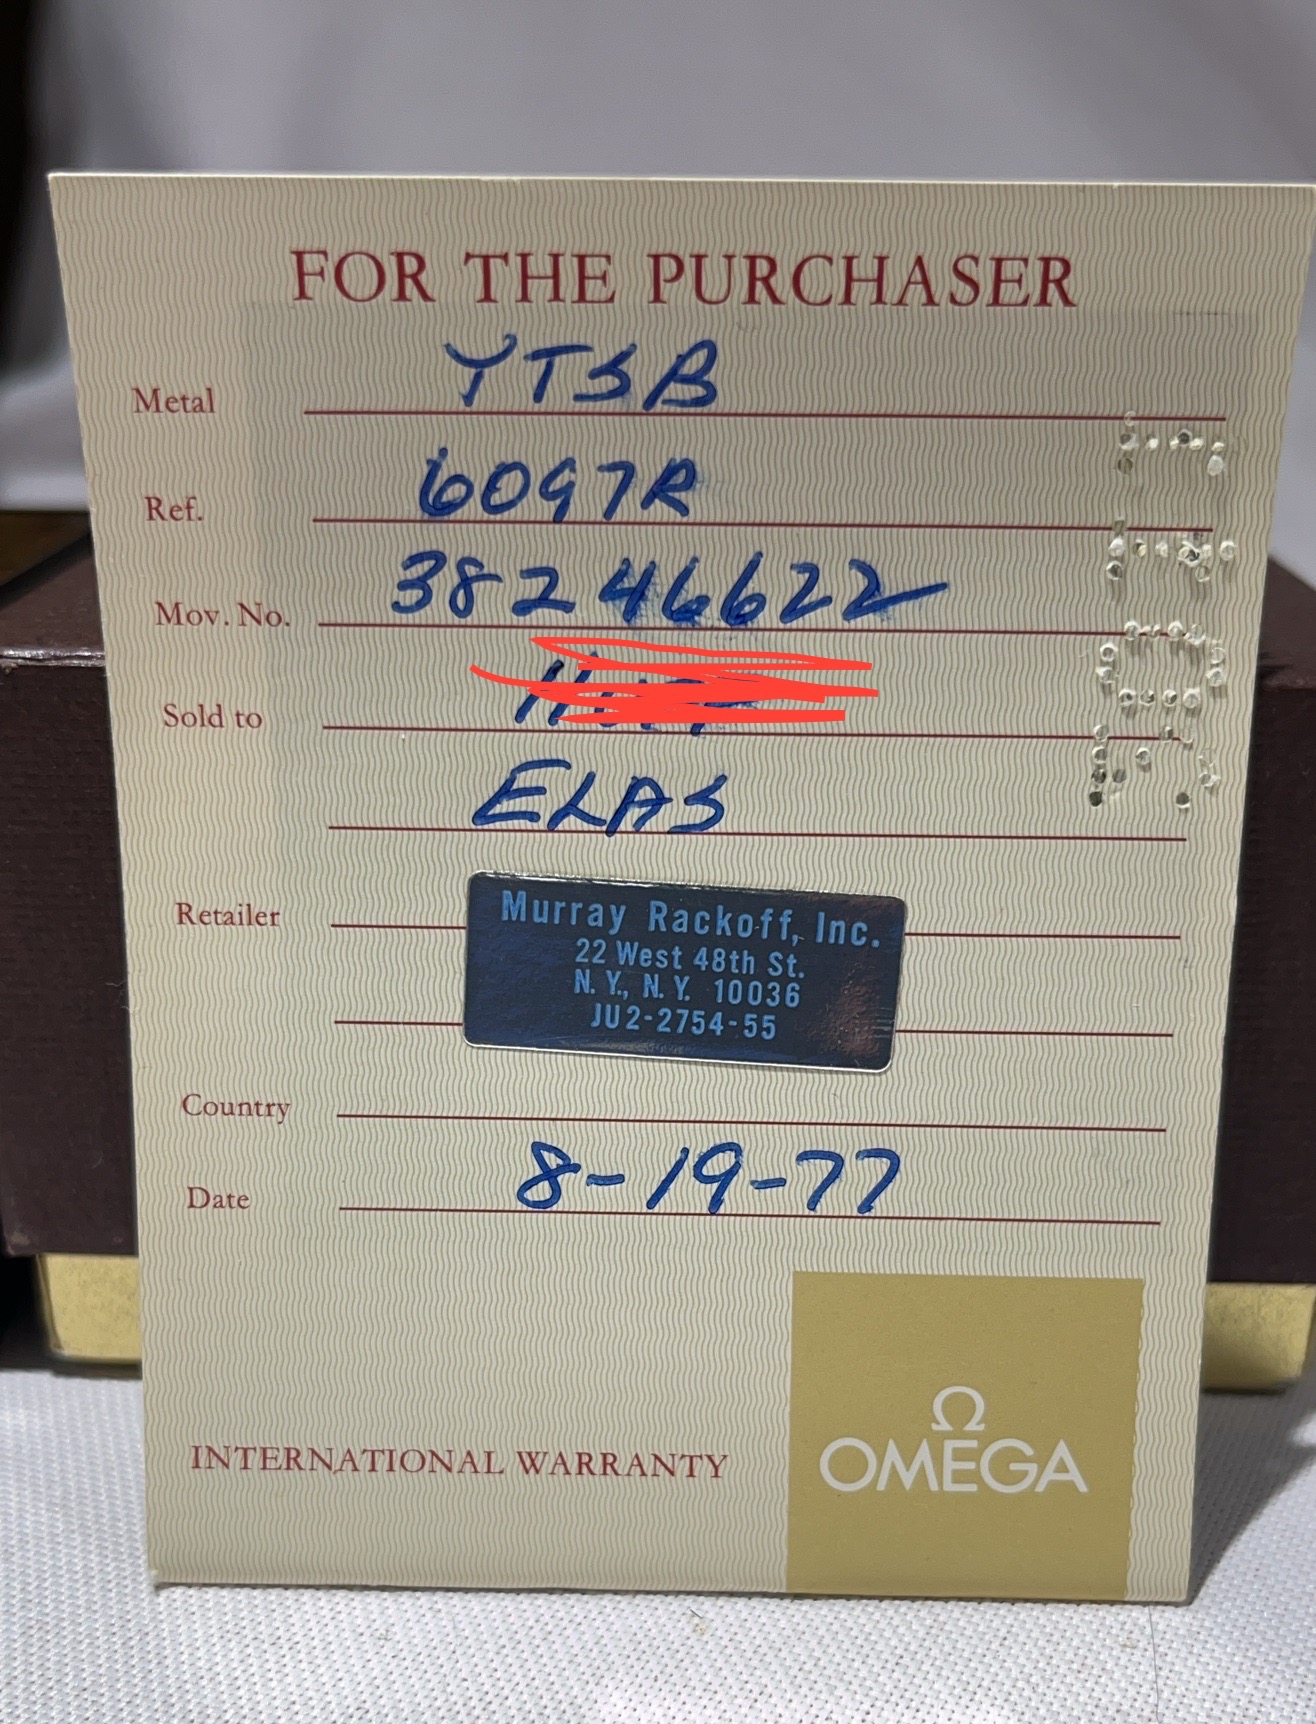 FOR THE PURCHASER
Metal YTSB
Ref. 6097R
Mov. No. 38246622
Sold to
ELAS
Retailer Murray Rackoff, Inc.
22 West 48th St.
N.Y., N.Y. 10036
JU2-2754-55
Country
Date 8-19-77
INTERNATIONAL WARRANTY
Ω
OMEGA